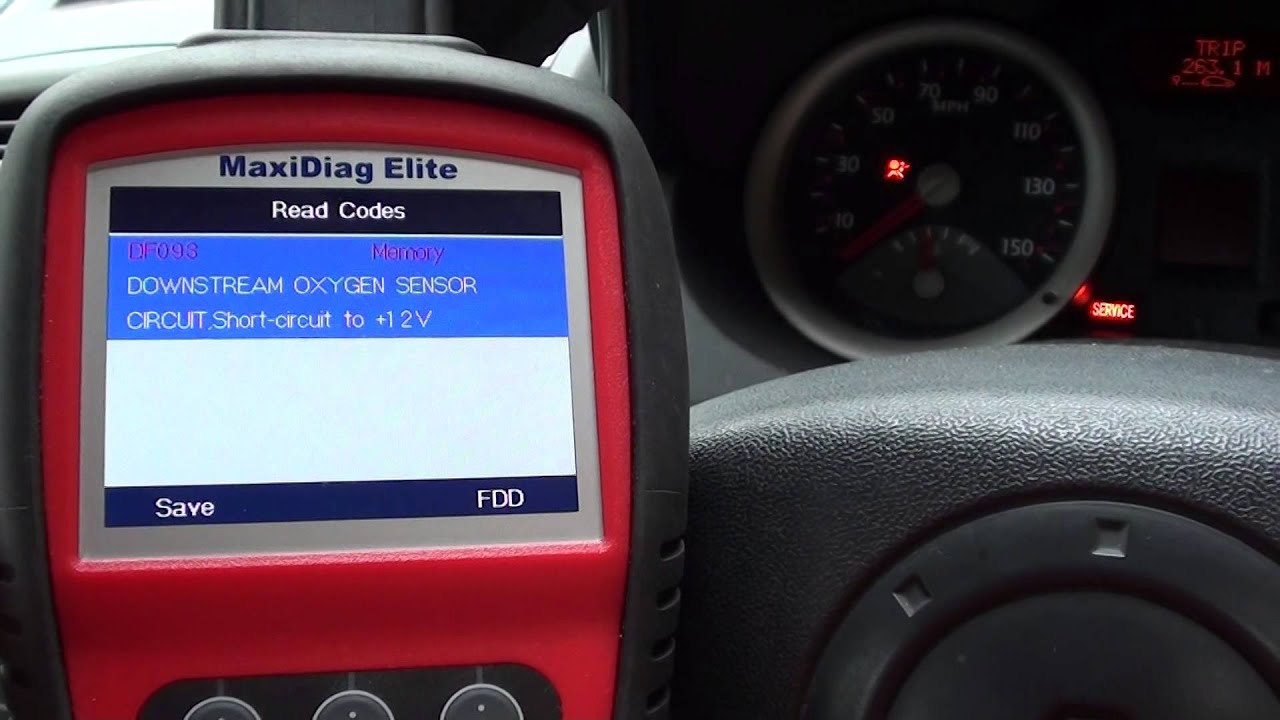 MaxiDiag Elite
Read Codes
DF093 Memory
DOWNSTREAM OXYGEN SENSOR
CIRCUIT,Short-circuit to +12V
Save FDD
10
30
50
70
90
110
130
150
MPH
TRIP
263.1 M
SERVICE